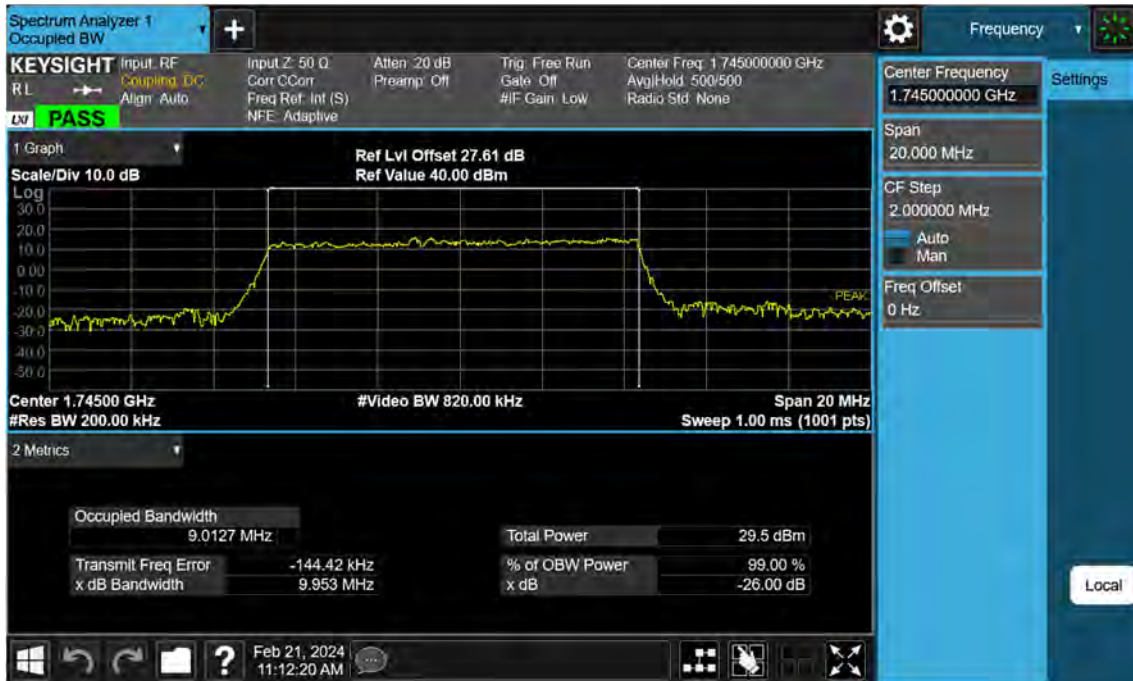 Spectrum Analyzer 1
Occupied BW
+
Frequency
KEYSIGHT
RL
LXI PASS
Input: RF
Coupling: DC
Align: Auto
Input Z: 50 Ω
Corr CCorr
Freq Ref: Int (S)
NFE: Adaptive
Atten: 20 dB
Preamp: Off
Trig: Free Run
Gate: Off
#IF Gain: Low
Center Freq: 1.745000000 GHz
Avg|Hold: 500/500
Radio Std: None
1 Graph
Scale/Div 10.0 dB
Ref Lvl Offset 27.61 dB
Ref Value 40.00 dBm
Log
30.0
20.0
10.0
0.00
-10.0
-20.0
-30.0
-40.0
-50.0
PEAK
Center 1.74500 GHz
#Video BW 820.00 kHz
Span 20 MHz
#Res BW 200.00 kHz
Sweep 1.00 ms (1001 pts)
2 Metrics
Occupied Bandwidth
9.0127 MHz
Total Power 29.5 dBm
Transmit Freq Error -144.42 kHz
% of OBW Power 99.00 %
x dB Bandwidth 9.953 MHz
x dB -26.00 dB
Center Frequency
1.745000000 GHz
Settings
Span
20.000 MHz
CF Step
2.000000 MHz
Auto
Man
Freq Offset
0 Hz
Local
?
Feb 21, 2024
11:12:20 AM